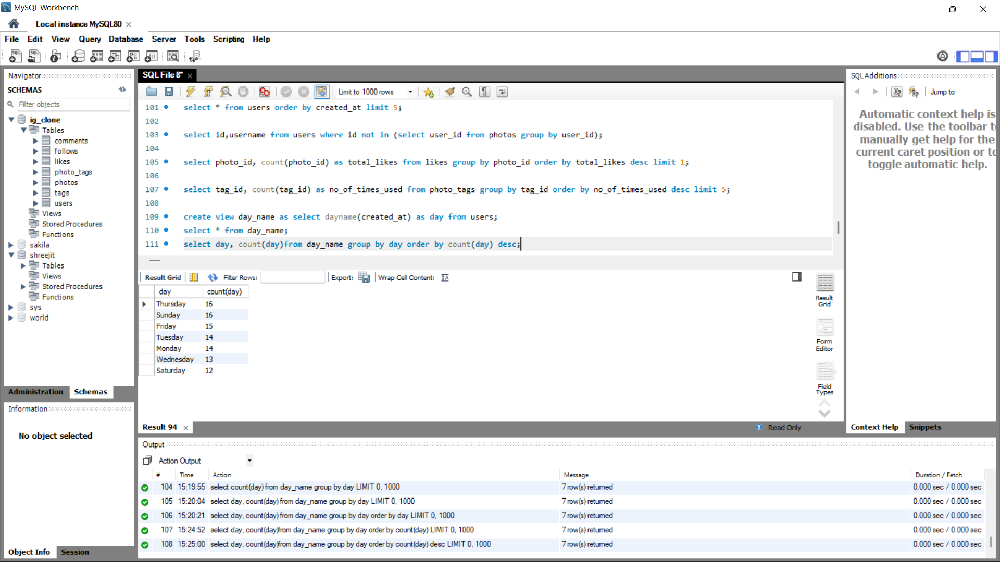 MySQL Workbench
Local instance MySQL80
File Edit View Query Database Server Tools Scripting Help
Navigator
SCHEMAS
Filter objects
ig_clone
Tables
comments
follows
likes
photo_tags
photos
tags
users
Views
Stored Procedures
Functions
sakila
shreejit
Tables
Views
Stored Procedures
Functions
sys
world
Administration Schemas
Information
No object selected
Object Info Session
SQL File 8*
Limit to 1000 rows
101 select * from users order by created_at limit 5;
102
103 select id,username from users where id not in (select user_id from photos group by user_id);
104
105 select photo_id, count(photo_id) as total_likes from likes group by photo_id order by total_likes desc limit 1;
106
107 select tag_id, count(tag_id) as no_of_times_used from photo_tags group by tag_id order by no_of_times_used desc limit 5;
108
109 create view day_name as select dayname(created_at) as day from users;
110 select * from day_name;
111 select day, count(day)from day_name group by day order by count(day) desc;
Result Grid Filter Rows: Export: Wrap Cell Content:
day count(day)
Thursday 16
Sunday 16
Friday 15
Tuesday 14
Monday 14
Wednesday 13
Saturday 12
Result
Grid
Form
Editor
Field
Types
Result 94
Read Only
SQLAdditions
Jump to
Automatic context help is
disabled. Use the toolbar to
manually get help for the
current caret position or to
toggle automatic help.
Context Help Snippets
Output
Action Output
# Time Action Message Duration / Fetch
104 15:19:55 select count(day) from day_name group by day LIMIT 0, 1000 7 row(s) returned 0.000 sec / 0.000 sec
105 15:20:04 select day, count(day) from day_name group by day LIMIT 0, 1000 7 row(s) returned 0.000 sec / 0.000 sec
106 15:20:21 select day, count(day) from day_name group by day order by day LIMIT 0, 1000 7 row(s) returned 0.000 sec / 0.000 sec
107 15:24:52 select day, count(day)from day_name group by day order by count(day) LIMIT 0, 1000 7 row(s) returned 0.000 sec / 0.000 sec
108 15:25:00 select day, count(day)from day_name group by day order by count(day) desc LIMIT 0, 1000 7 row(s) returned 0.000 sec / 0.000 sec